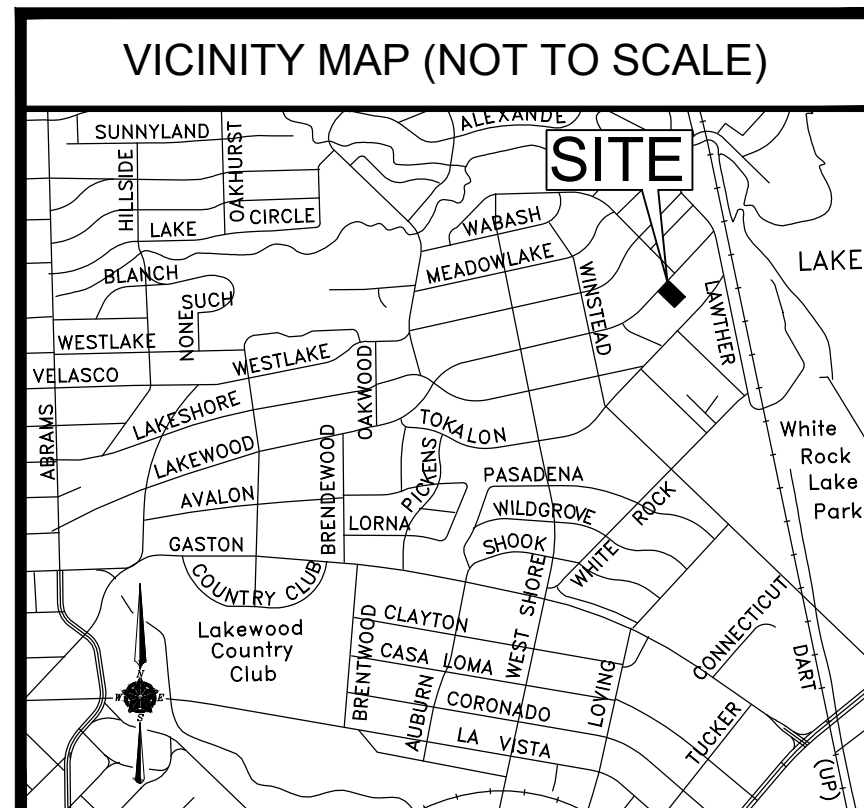 VICINITY MAP (NOT TO SCALE)
ALEXANDE
SUNNYLAND
OAKHURST
HILLSIDE
SITE
CIRCLE
LAKE
WABASH
MEADOWLAKE
WINSTEAD
LAKE
BLANCH
SUCH
NONE
LAWTHER
WESTLAKE
WESTLAKE
VELASCO
OAKWOOD
LAKESHORE
TOKALON
ABRAMS
LAKEWOOD
BRENDEWOOD
PICKENS
White
Rock
Lake
Park
PASADENA
AVALON
LORNA
WILDGROVE
WHITE ROCK
GASTON
SHOOK
COUNTRY CLUB
WEST SHORE
Lakewood
Country
Club
BRENTWOOD
CLAYTON
CONNECTICUT
CASA LOMA
DART
N
W
E
S
AUBURN
CORONADO
LOVING
LA VISTA
TUCKER
(UP)